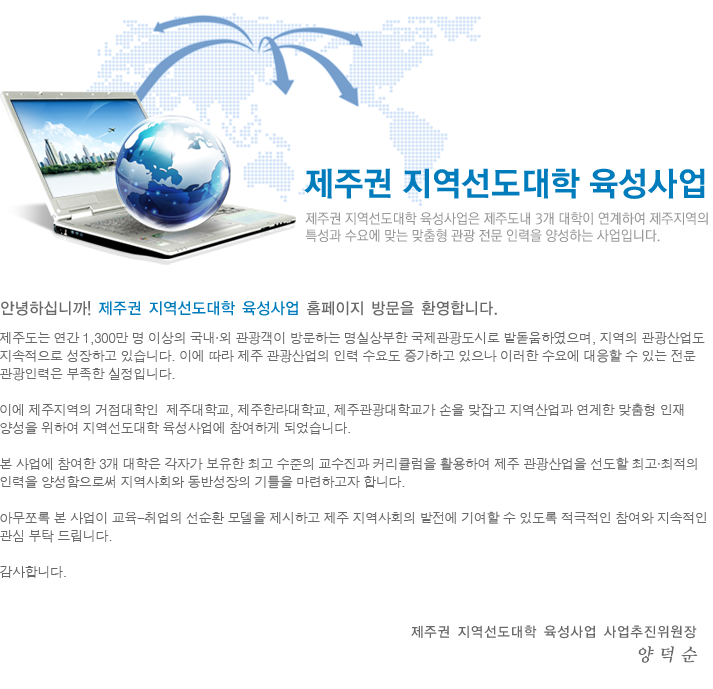 제주권 지역선도대학 육성사업
제주권 지역선도대학 육성사업은 제주도내 3개 대학이 연계하여 제주지역의
특성과 수요에 맞는 맞춤형 관광 전문 인력을 양성하는 사업입니다.
안녕하십니까! 제주권 지역선도대학 육성사업 홈페이지 방문을 환영합니다.
제주도는 연간 1,300만 명 이상의 국내·외 관광객이 방문하는 명실상부한 국제관광도시로 발돋움하였으며, 지역의 관광산업도
지속적으로 성장하고 있습니다. 이에 따라 제주 관광산업의 인력 수요도 증가하고 있으나 이러한 수요에 대응할 수 있는 전문
관광인력은 부족한 실정입니다.
이에 제주지역의 거점대학인 제주대학교, 제주한라대학교, 제주관광대학교가 손을 맞잡고 지역산업과 연계한 맞춤형 인재
양성을 위하여 지역선도대학 육성사업에 참여하게 되었습니다.
본 사업에 참여한 3개 대학은 각자가 보유한 최고 수준의 교수진과 커리큘럼을 활용하여 제주 관광산업을 선도할 최고·최적의
인력을 양성함으로써 지역사회와 동반성장의 기틀을 마련하고자 합니다.
아무쪼록 본 사업이 교육–취업의 선순환 모델을 제시하고 제주 지역사회의 발전에 기여할 수 있도록 적극적인 참여와 지속적인
관심 부탁 드립니다.
감사합니다.
제주권 지역선도대학 육성사업 사업추진위원장
양 덕 순